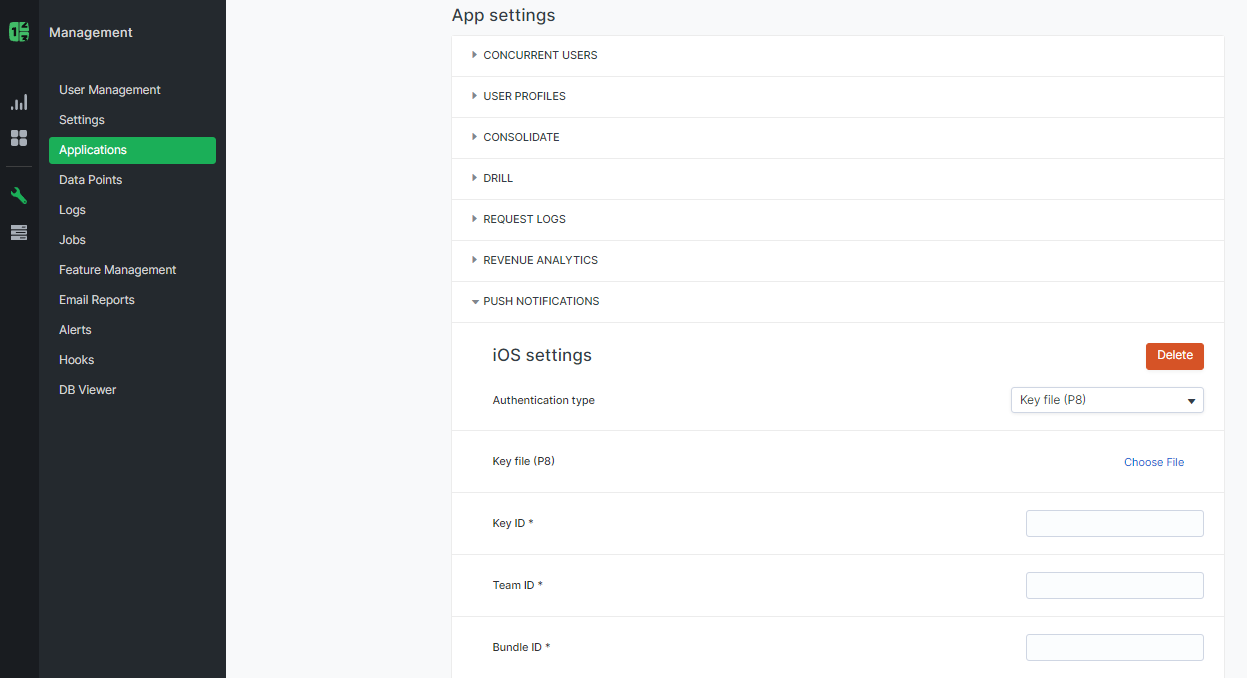 Management
User Management
Settings
Applications
Data Points
Logs
Jobs
Feature Management
Email Reports
Alerts
Hooks
DB Viewer
App settings
CONCURRENT USERS
USER PROFILES
CONSOLIDATE
DRILL
REQUEST LOGS
REVENUE ANALYTICS
PUSH NOTIFICATIONS
iOS settings
Delete
Authentication type
Key file (P8)
Key file (P8)
Choose File
Key ID *
Team ID *
Bundle ID *